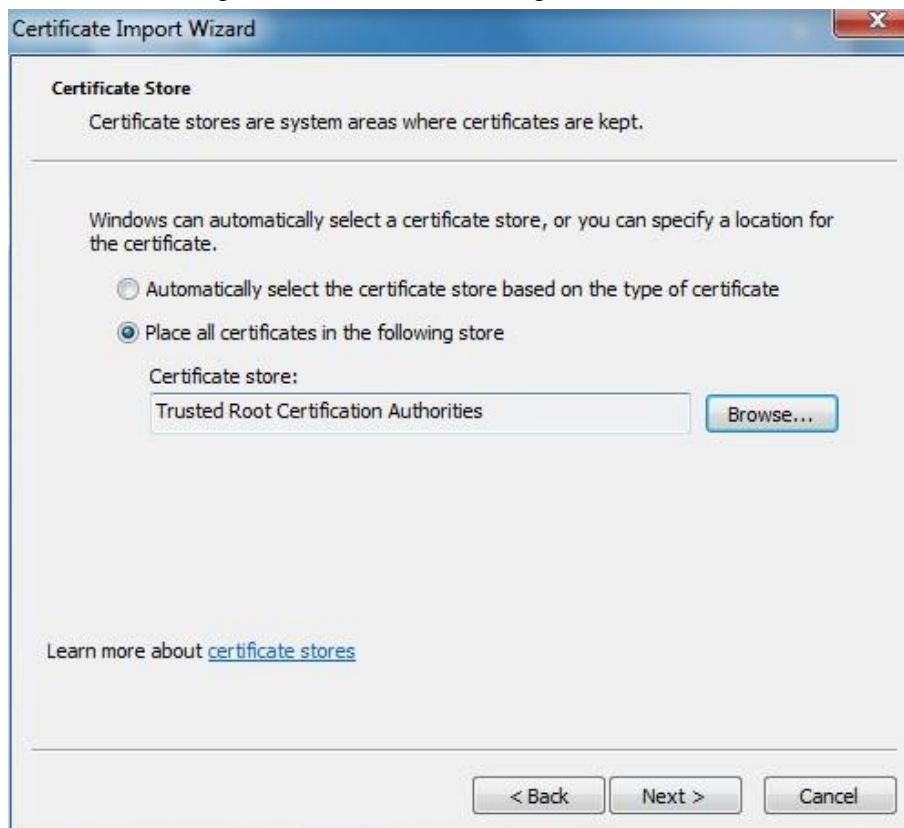 Certificate Import Wizard
Certificate Store
Certificate stores are system areas where certificates are kept.
Windows can automatically select a certificate store, or you can specify a location for
the certificate.
Automatically select the certificate store based on the type of certificate
Place all certificates in the following store
Certificate store:
Trusted Root Certification Authorities
Browse...
Learn more about certificate stores
< Back Next > Cancel